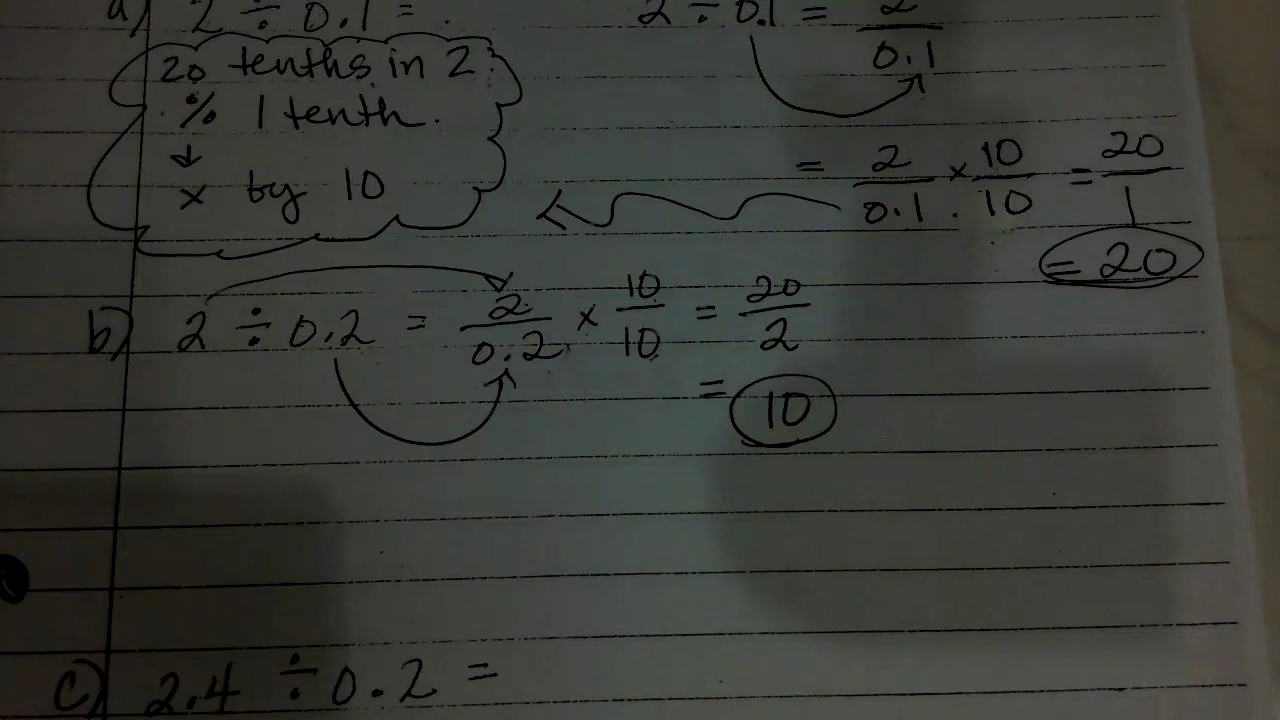 a) 2 ÷ 0.1 = .
20 tenths in 2.
% 1 tenth.
↓
x by 10
2 ÷ 0.1 = 2/0.1
= 2/0.1 × 10/10 = 20/1
= 20
b) 2 ÷ 0.2 = 2/0.2 × 10/10 = 20/2
= 10
c) 2.4 ÷ 0.2 =